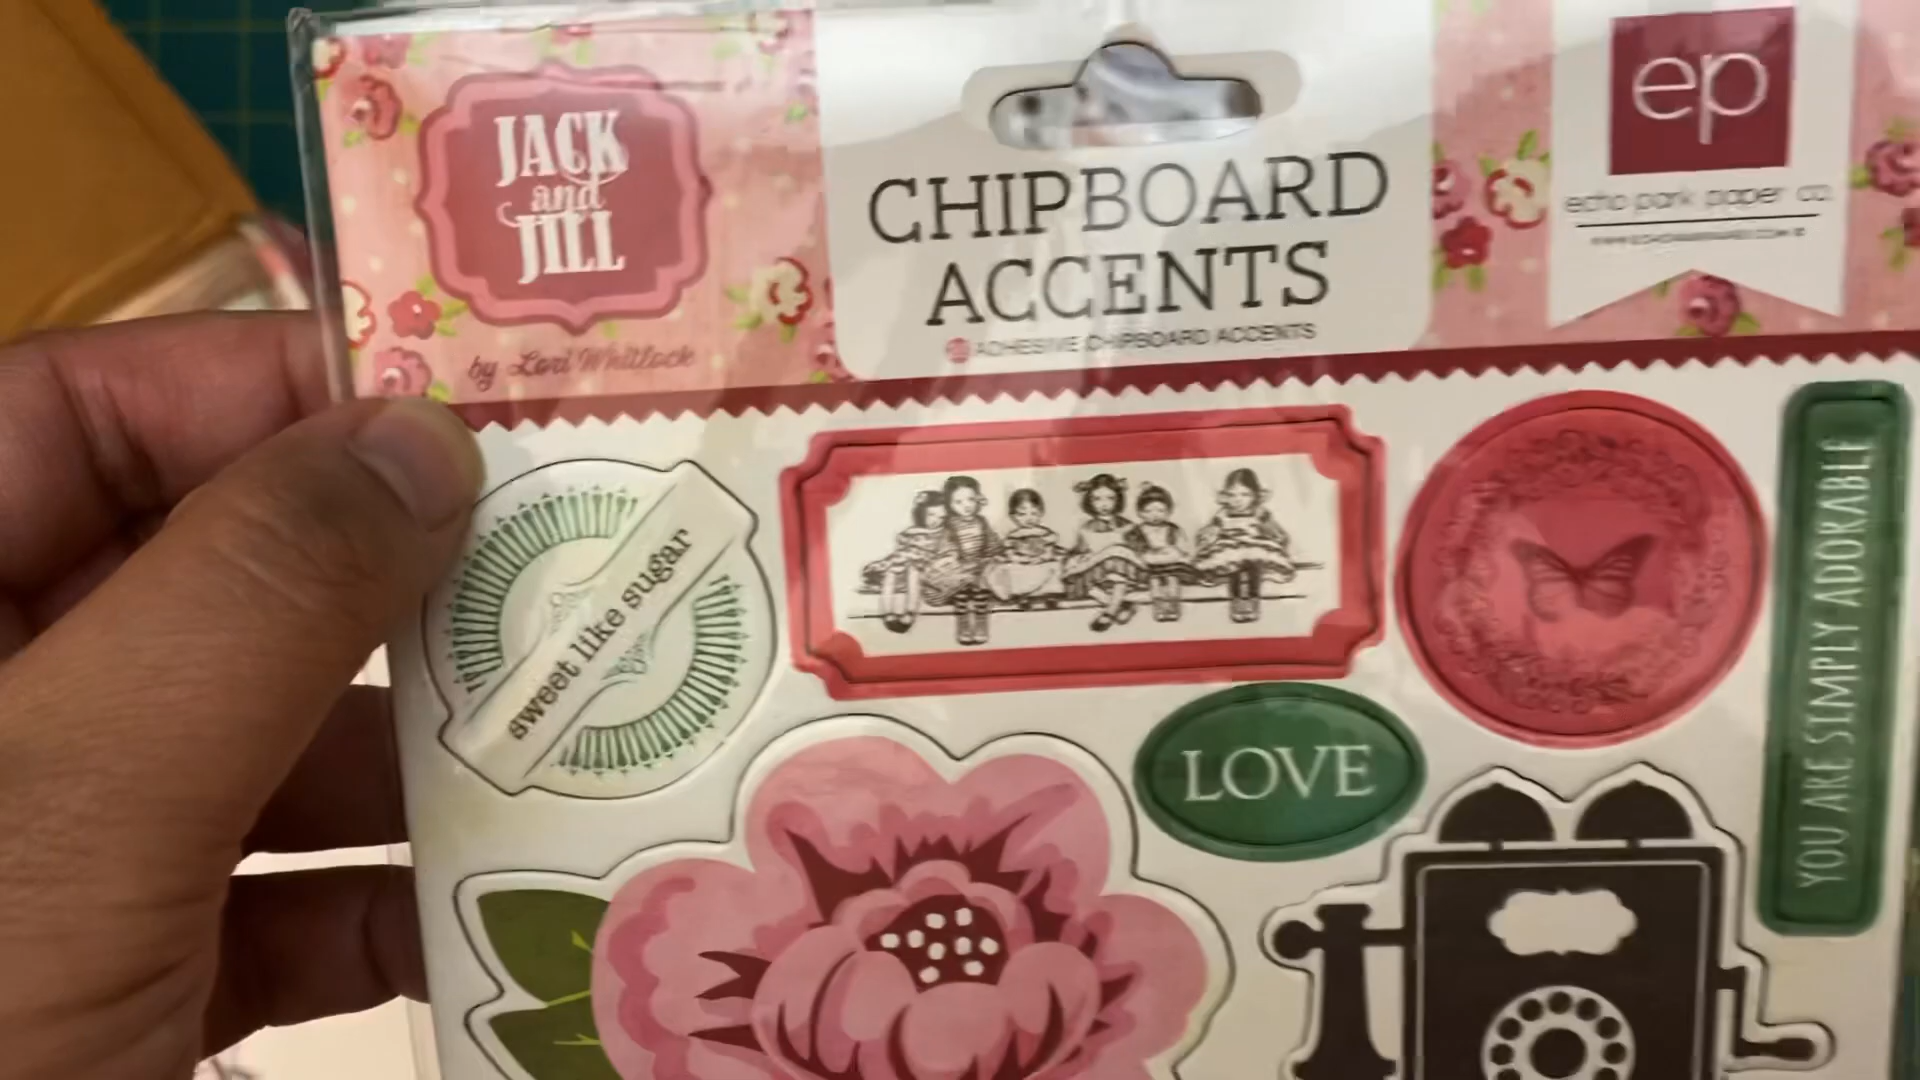 JACK
and
JILL
by Lori Whitlock
CHIPBOARD
ACCENTS
ADHESIVE CHIPBOARD ACCENTS
ep
echo park paper co.
sweet like sugar
LOVE
YOU ARE SIMPLY ADORABLE